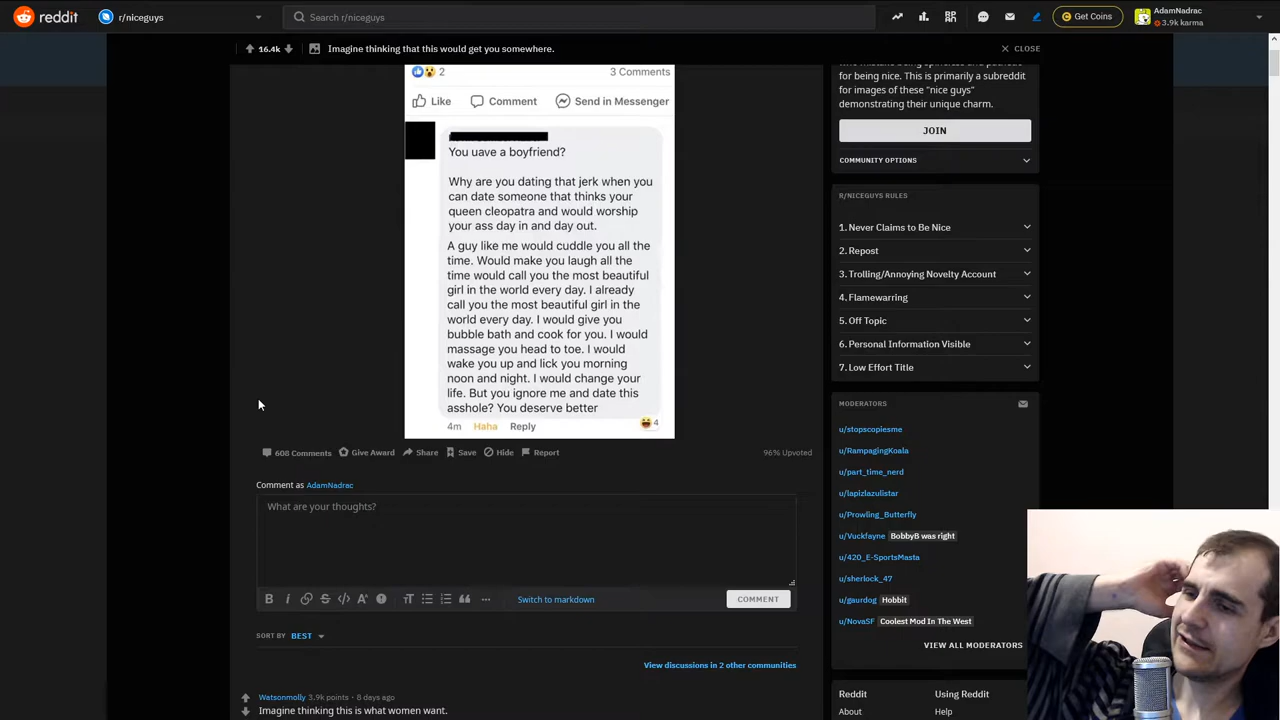 reddit
r/niceguys
Search r/niceguys
Get Coins
AdamNadrac
3.9k karma
16.4k
Imagine thinking that this would get you somewhere.
CLOSE
2
3 Comments
Like
Comment
Send in Messenger
You uave a boyfriend?
Why are you dating that jerk when you
can date someone that thinks your
queen cleopatra and would worship
your ass day in and day out.
A guy like me would cuddle you all the
time. Would make you laugh all the
time would call you the most beautiful
girl in the world every day. I already
call you the most beautiful girl in the
world every day. I would give you
bubble bath and cook for you. I would
massage you head to toe. I would
wake you up and lick you morning
noon and night. I would change your
life. But you ignore me and date this
asshole? You deserve better
4
4m
Haha
Reply
608 Comments
Give Award
Share
Save
Hide
Report
96% Upvoted
Comment as AdamNadrac
What are your thoughts?
Switch to markdown
COMMENT
SORT BY BEST
View discussions in 2 other communities
Watsonmolly 3.9k points · 8 days ago
Imagine thinking this is what women want.
for being nice. This is primarily a subreddit
for images of these "nice guys"
demonstrating their unique charm.
JOIN
COMMUNITY OPTIONS
R/NICEGUYS RULES
1. Never Claims to Be Nice
2. Repost
3. Trolling/Annoying Novelty Account
4. Flamewarring
5. Off Topic
6. Personal Information Visible
7. Low Effort Title
MODERATORS
u/stopscopiesme
u/RampagingKoala
u/part_time_nerd
u/lapizlazulistar
u/Prowling_Butterfly
u/Vuckfayne BobbyB was right
u/420_E-SportsMasta
u/sherlock_47
u/gaurdog Hobbit
u/NovaSF Coolest Mod In The West
VIEW ALL MODERATORS
Reddit
Using Reddit
About
Help